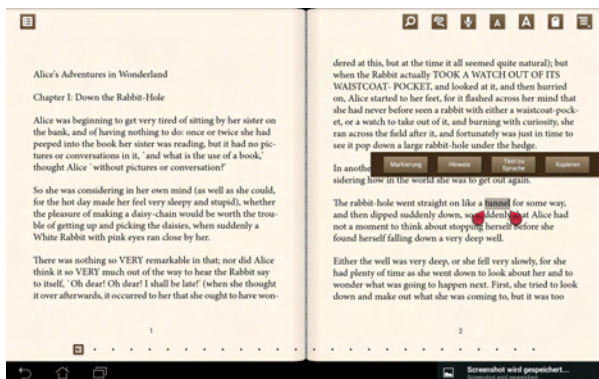 Alice's Adventures in Wonderland
Chapter I: Down the Rabbit-Hole
Alice was beginning to get very tired of sitting by her sister on
the bank, and of having nothing to do: once or twice she had
peeped into the book her sister was reading, but it had no pic-
tures or conversations in it, `and what is the use of a book,'
thought Alice `without pictures or conversation?'
So she was considering in her own mind (as well as she could,
for the hot day made her feel very sleepy and stupid), whether
the pleasure of making a daisy-chain would be worth the trou-
ble of getting up and picking the daisies, when suddenly a
White Rabbit with pink eyes ran close by her.
There was nothing so VERY remarkable in that; nor did Alice
think it so VERY much out of the way to hear the Rabbit say
to itself, `Oh dear! Oh dear! I shall be late!' (when she thought
it over afterwards, it occurred to her that she ought to have won-
1
A
A
dered at this, but at the time it all seemed quite natural); but
when the Rabbit actually TOOK A WATCH OUT OF ITS
WAISTCOAT- POCKET, and looked at it, and then hurried
on, Alice started to her feet, for it flashed across her mind that
she had never before seen a rabbit with either a waistcoat-pock-
et, or a watch to take out of it, and burning with curiosity, she
ran across the field after it, and fortunately was just in time to
see it pop down a large rabbit-hole under the hedge.
Markierung Hinweis Text zu Sprache Kopieren
In anothe
sidering how in the world she was to get out again.
The rabbit-hole went straight on like a tunnel for some way,
and then dipped suddenly down, so suddenly that Alice had
not a moment to think about stopping herself before she
found herself falling down a very deep well.
Either the well was very deep, or she fell very slowly, for she
had plenty of time as she went down to look about her and to
wonder what was going to happen next. First, she tried to look
down and make out what she was coming to, but it was too
2
Screenshot wird gespeichert...
Screenshot wird gespeichert...